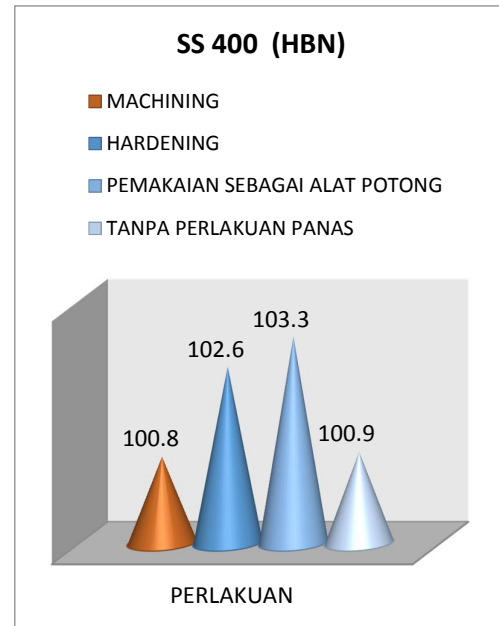 SS 400 (HBN)
MACHINING
HARDENING
PEMAKAIAN SEBAGAI ALAT POTONG
TANPA PERLAKUAN PANAS
103.3
102.6
100.8
100.9
PERLAKUAN